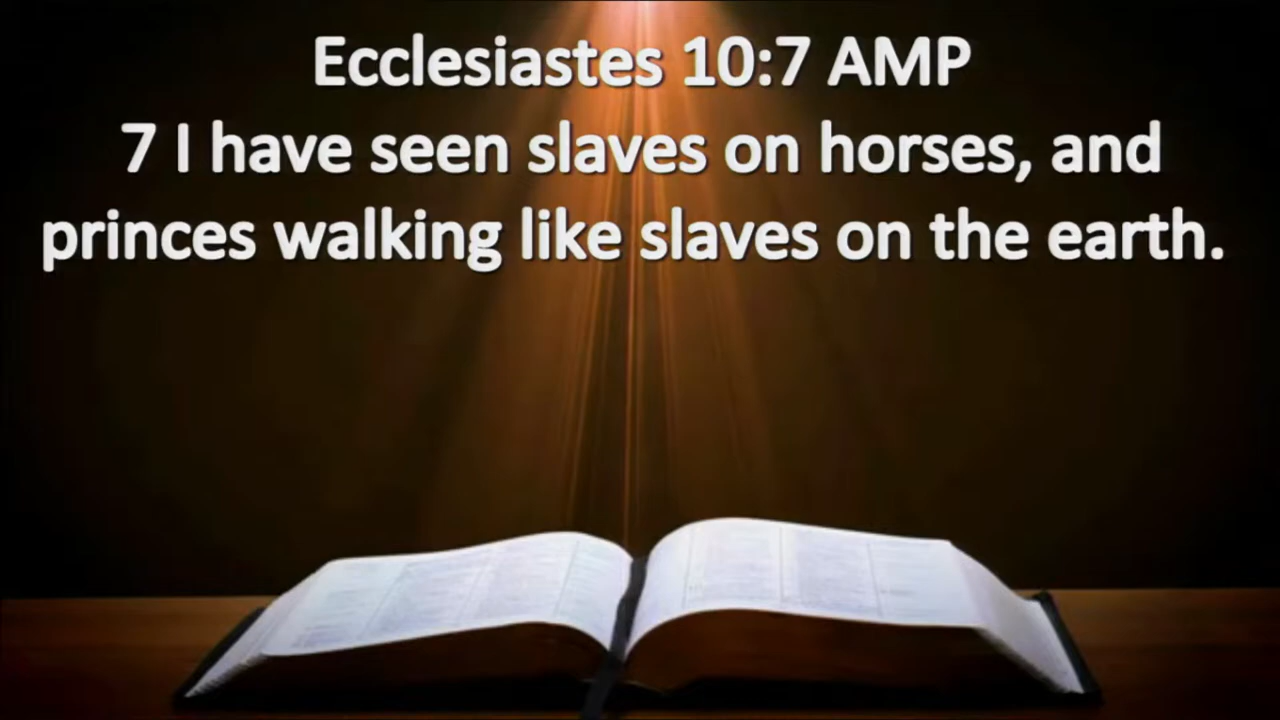 Ecclesiastes 10:7 AMP
7 I have seen slaves on horses, and
princes walking like slaves on the earth.